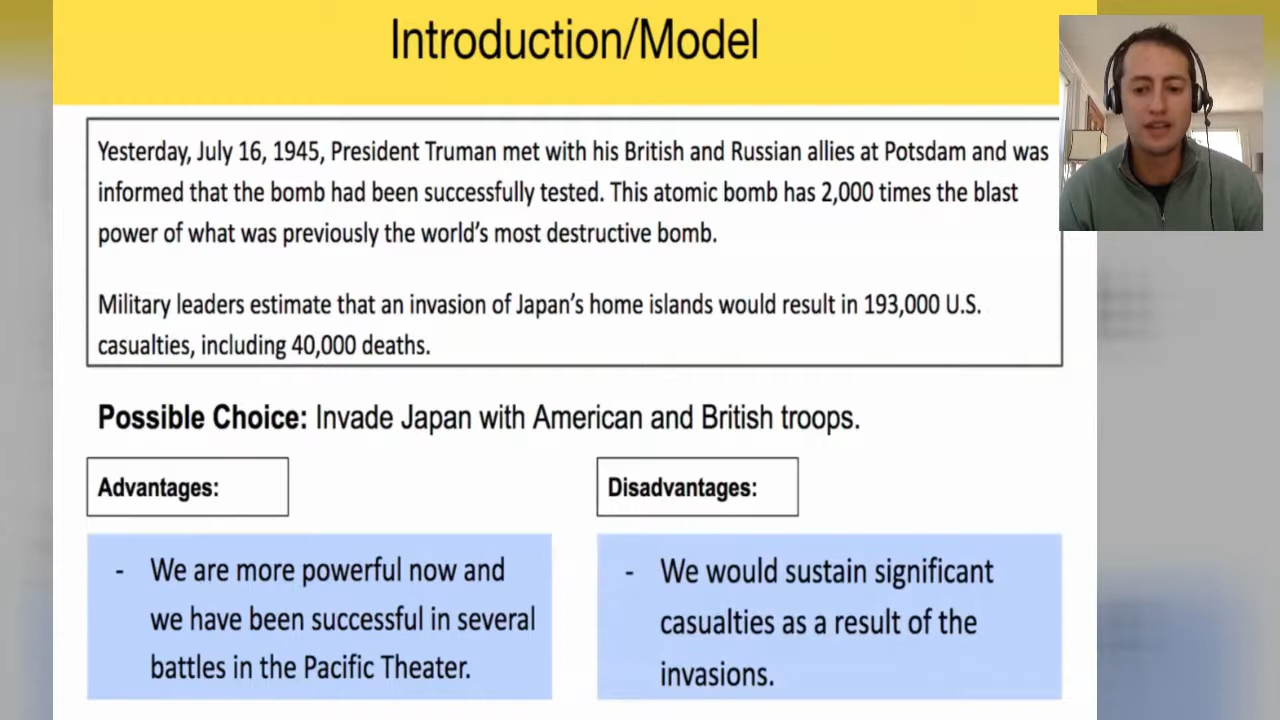 Introduction/Model
Yesterday, July 16, 1945, President Truman met with his British and Russian allies at Potsdam and was
informed that the bomb had been successfully tested. This atomic bomb has 2,000 times the blast
power of what was previously the world’s most destructive bomb.
Military leaders estimate that an invasion of Japan’s home islands would result in 193,000 U.S.
casualties, including 40,000 deaths.
Possible Choice: Invade Japan with American and British troops.
Advantages:
- We are more powerful now and
we have been successful in several
battles in the Pacific Theater.
Disadvantages:
- We would sustain significant
casualties as a result of the
invasions.